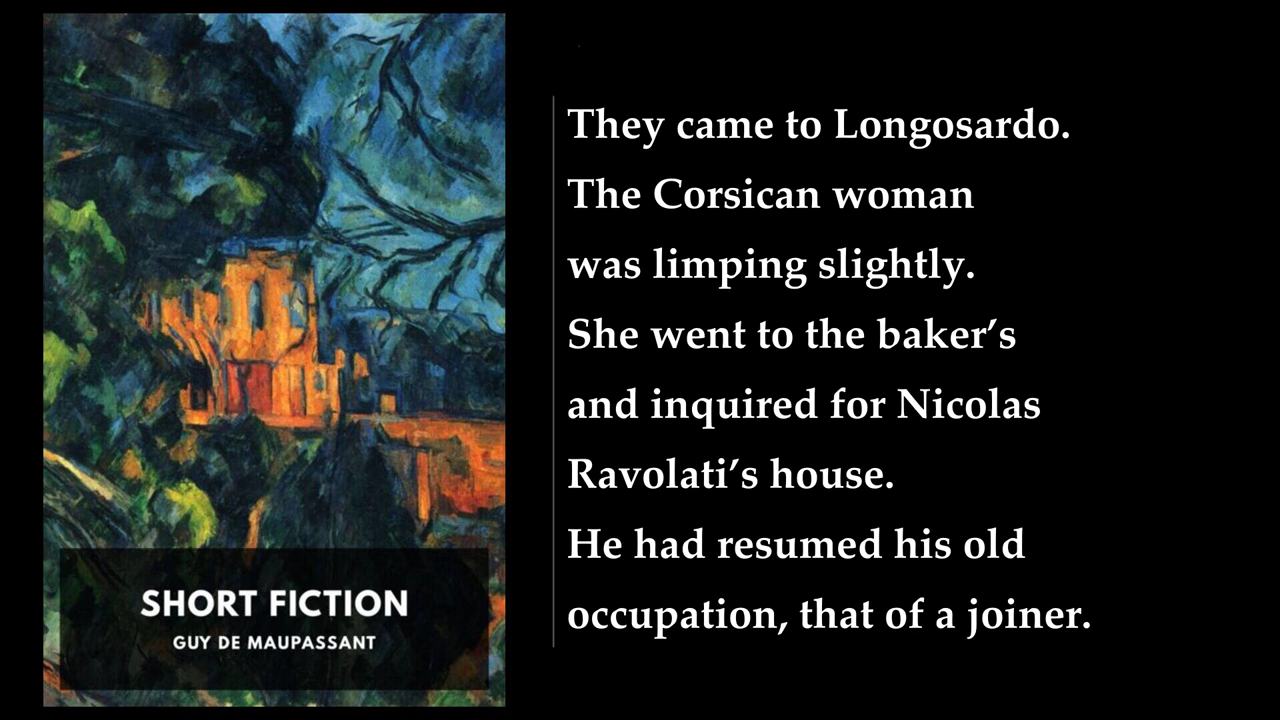 They came to Longosardo.
The Corsican woman
was limping slightly.
She went to the baker’s
and inquired for Nicolas
Ravolati’s house.
He had resumed his old
occupation, that of a joiner.
SHORT FICTION
GUY DE MAUPASSANT